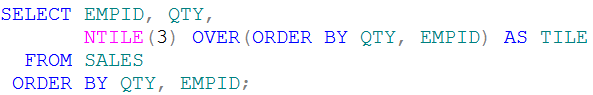 SELECT EMPID, QTY,
NTILE(3) OVER(ORDER BY QTY, EMPID) AS TILE
FROM SALES
ORDER BY QTY, EMPID;